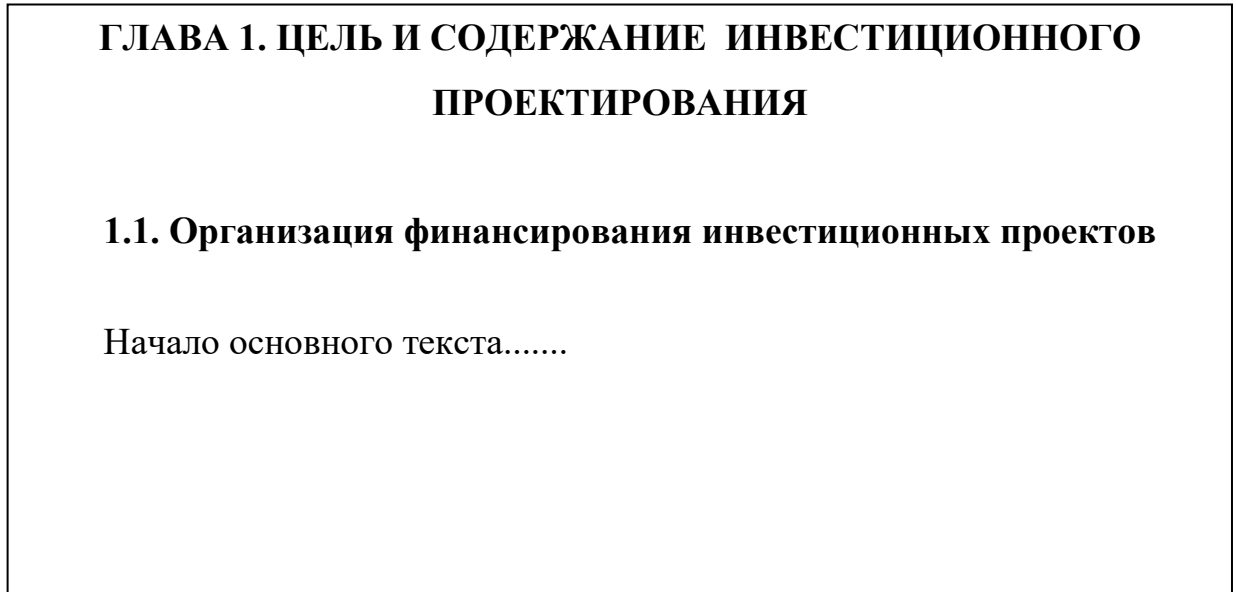 ГЛАВА 1. ЦЕЛЬ И СОДЕРЖАНИЕ  ИНВЕСТИЦИОННОГО
ПРОЕКТИРОВАНИЯ
1.1. Организация финансирования инвестиционных проектов
Начало основного текста.......